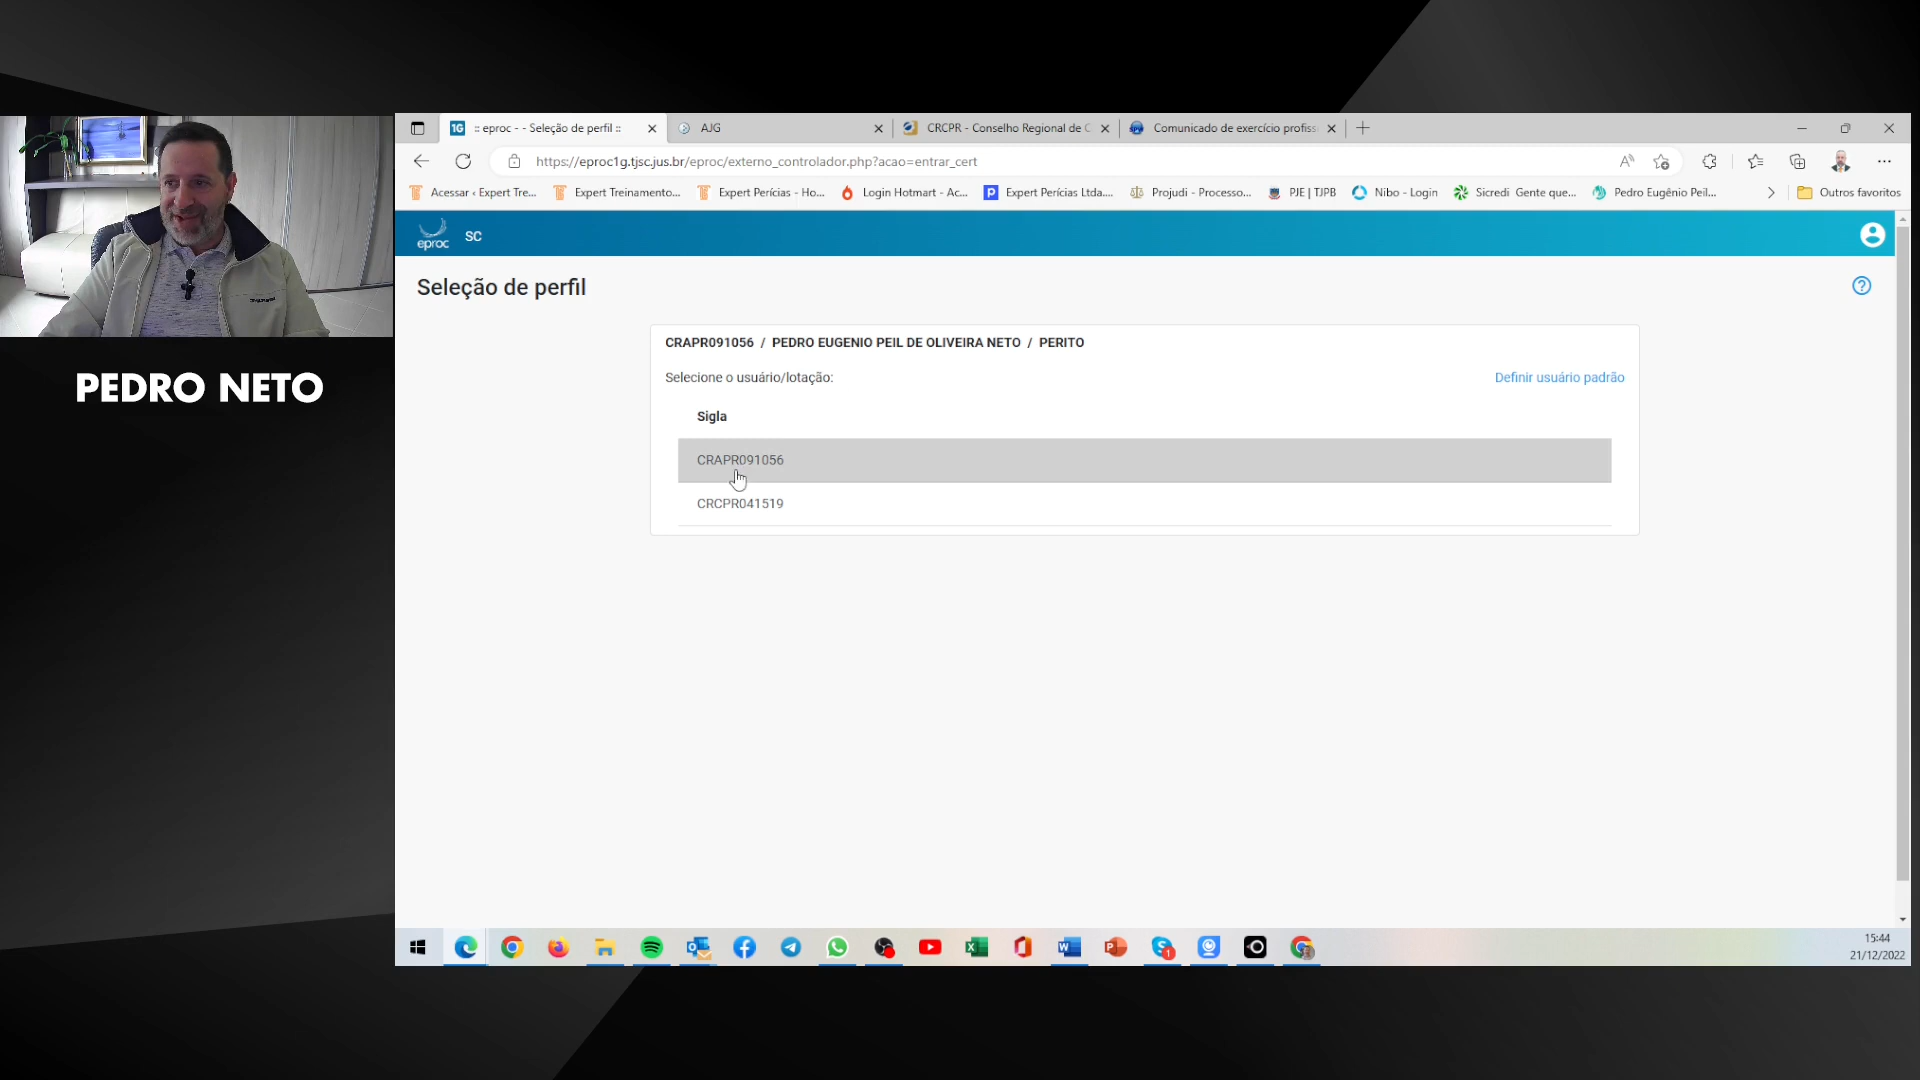 :: eproc - - Seleção de perfil ::
AJG
CRCPR - Conselho Regional de C
Comunicado de exercício profiss
https://eproc1g.tjsc.jus.br/eproc/externo_controlador.php?acao=entrar_cert
Acessar ‹ Expert Tre...
Expert Treinamento...
Expert Perícias - Ho...
Login Hotmart - Ac...
Expert Perícias Ltda....
Projudi - Processo...
PJE | TJPB
Nibo - Login
Sicredi Gente que...
Pedro Eugênio Peil...
Outros favoritos
eproc SC
Seleção de perfil
CRAPR091056 / PEDRO EUGENIO PEIL DE OLIVEIRA NETO / PERITO
Selecione o usuário/lotação:
Definir usuário padrão
Sigla
CRAPR091056
CRCPR041519
PEDRO NETO
15:44
21/12/2022